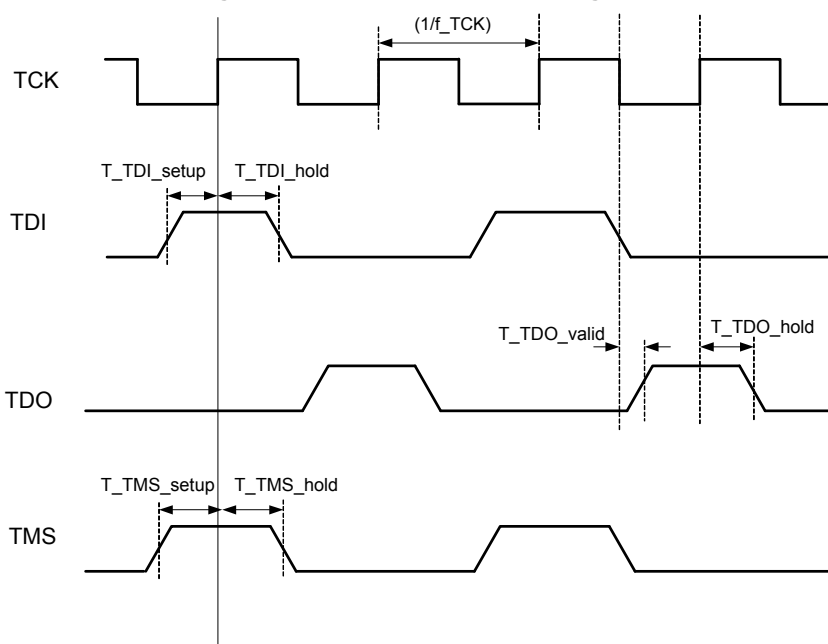 (1/f_TCK)
TCK
T_TDI_setup T_TDI_hold
TDI
T_TDO_valid T_TDO_hold
TDO
T_TMS_setup T_TMS_hold
TMS